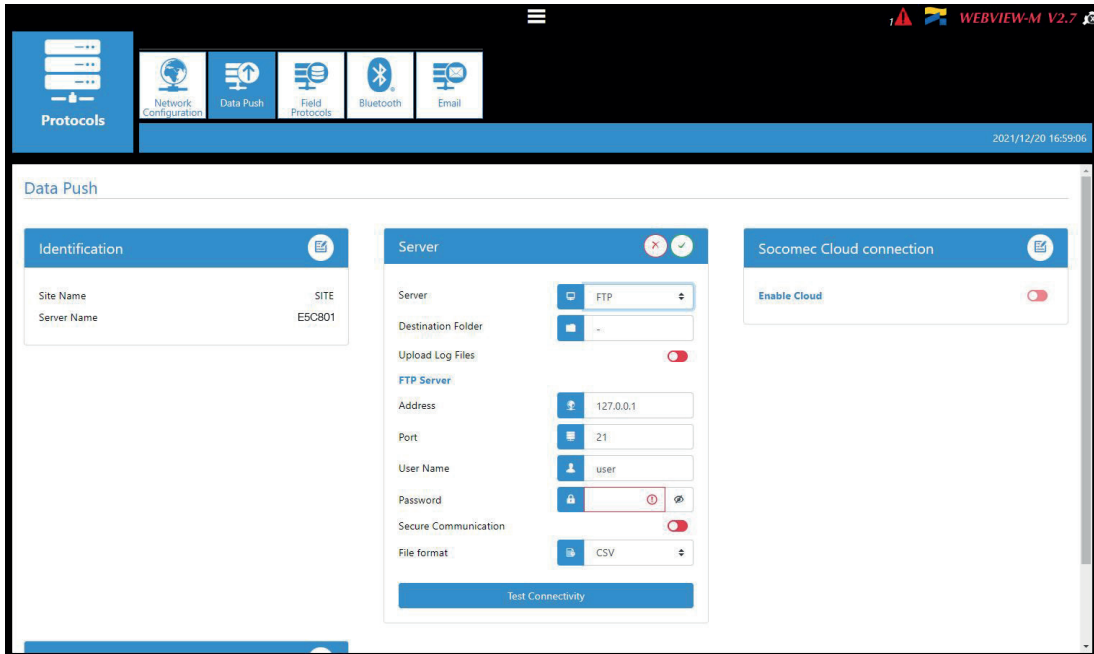 1
WEBVIEW-M V2.7
Protocols
Network
Configuration
Data Push
Field
Protocols
Bluetooth
Email
2021/12/20 16:59:06
Data Push
Identification
Site Name SITE
Server Name E5C801
Server
Server FTP
Destination Folder -
Upload Log Files
FTP Server
Address 127.0.0.1
Port 21
User Name user
Password
Secure Communication
File format CSV
Test Connectivity
Socomec Cloud connection
Enable Cloud